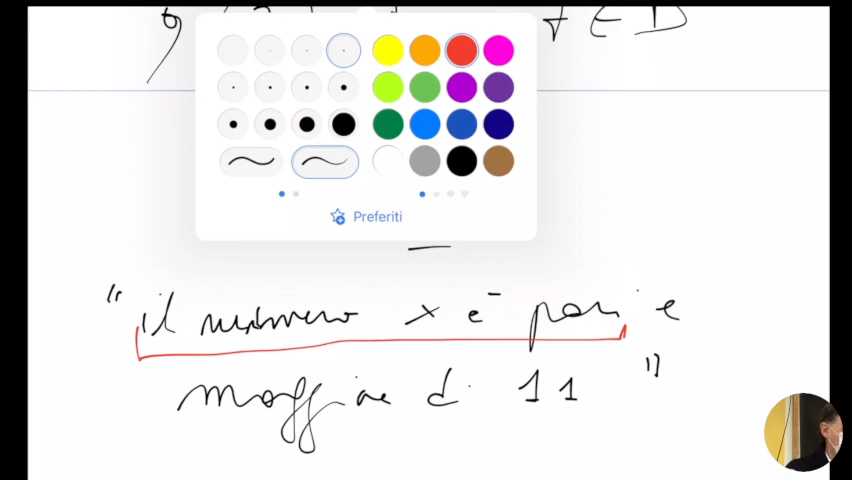 ∈ D
Preferiti
“ il numero x è pari e
maggiore di 11 ”